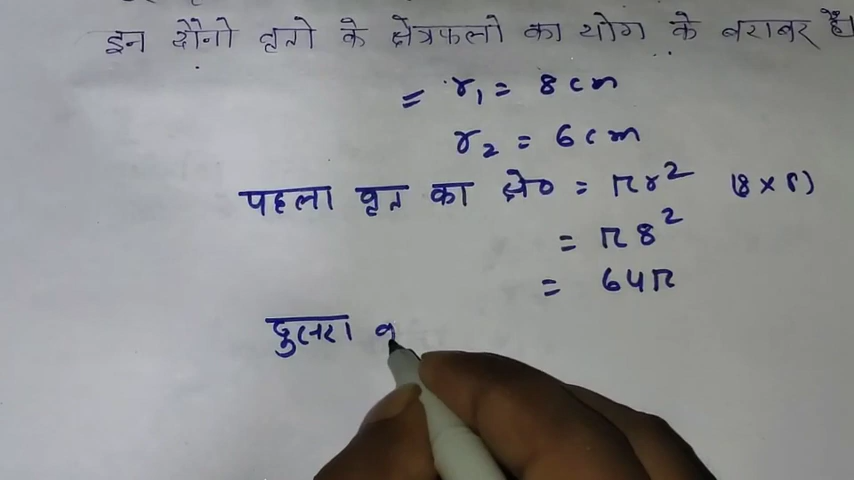 इन दोनो वृतो के क्षेत्रफलो का योग के बराबर है
= r₁ = 8 cm
r₂ = 6 cm
पहला वृत का क्षे० = πr² (8 × 8)
= π8²
= 64π
दुसरा व